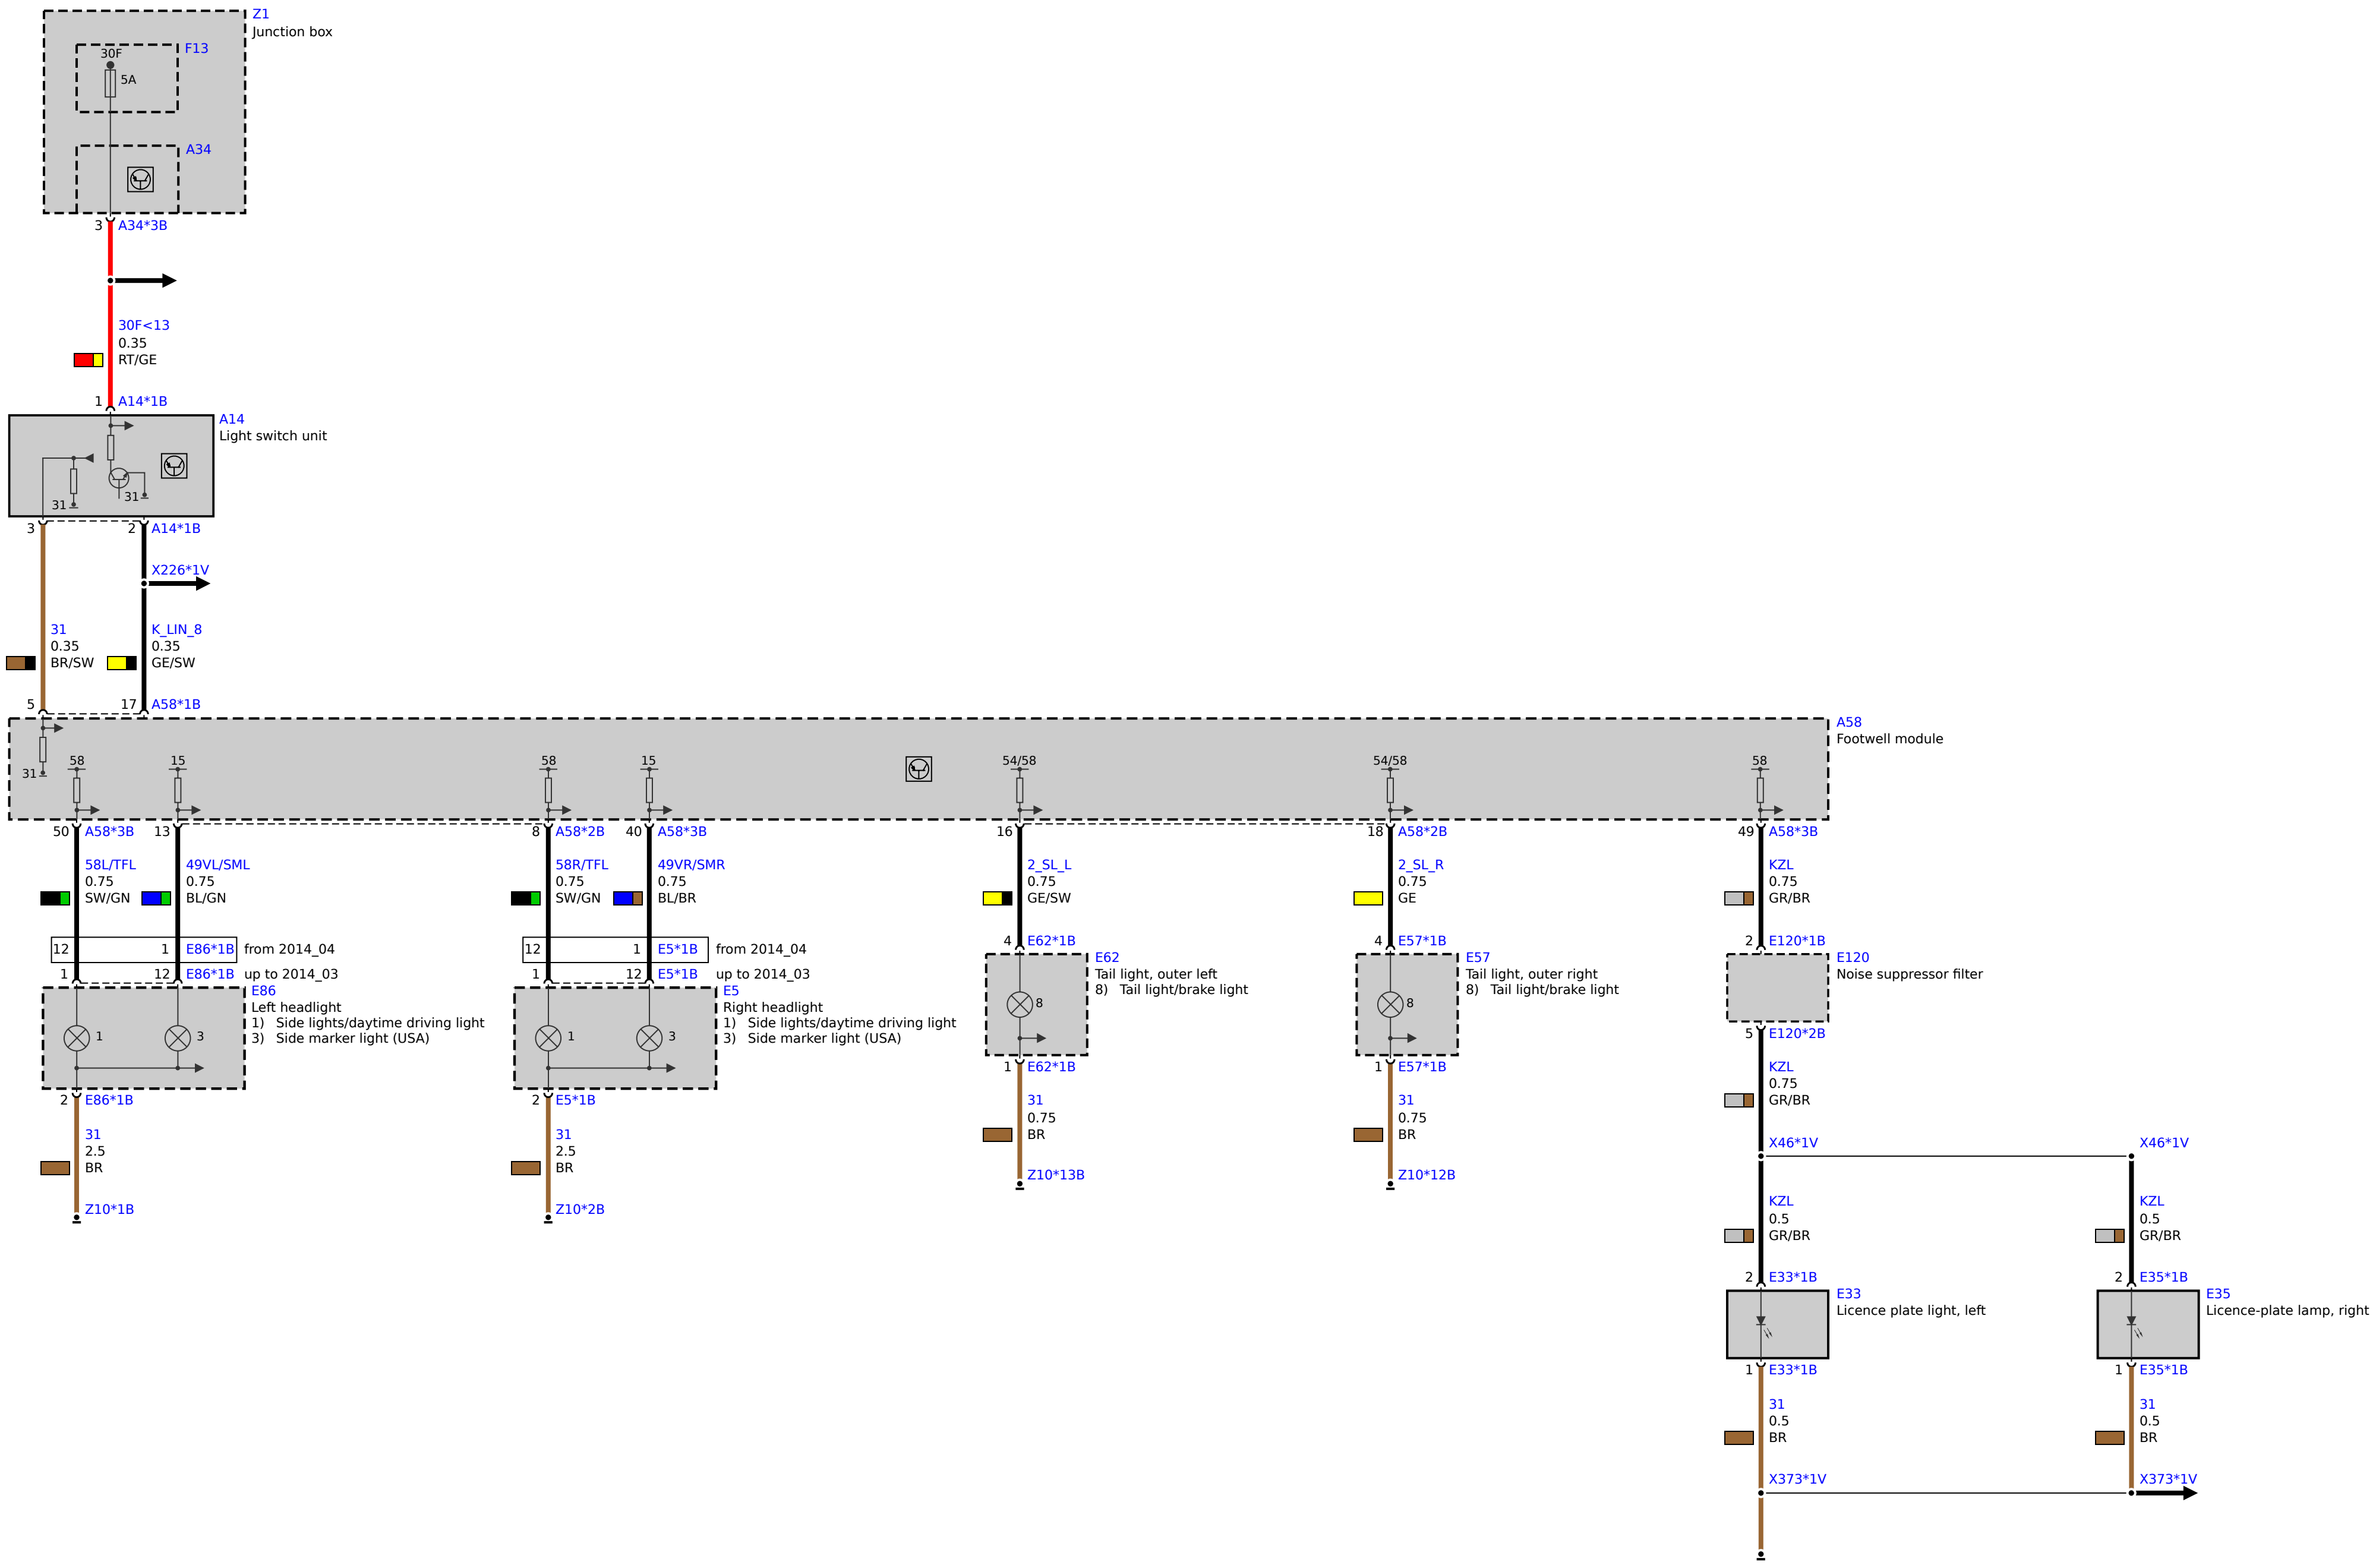 Z1
Junction box
F13
30F
5A
A34
3 A34*3B
30F<13
0.35
RT/GE
1 A14*1B
A14
Light switch unit
31
31
3 2 A14*1B
X226*1V
31 K_LIN_8
0.35 0.35
BR/SW GE/SW
5 17 A58*1B
A58
Footwell module
58 15 58 15 54/58 54/58 58
31
50 A58*3B 13 8 A58*2B 40 A58*3B 16 18 A58*2B 49 A58*3B
58L/TFL 49VL/SML 58R/TFL 49VR/SMR 2_SL_L 2_SL_R KZL
0.75 0.75 0.75 0.75 0.75 0.75 0.75
SW/GN BL/GN SW/GN BL/BR GE/SW GE GR/BR
4 E62*1B 4 E57*1B 2 E120*1B
12 1 E86*1B from 2014_04 12 1 E5*1B from 2014_04
1 12 E86*1B up to 2014_03 1 12 E5*1B up to 2014_03
E62
Tail light, outer left
8) Tail light/brake light
8
E57
Tail light, outer right
8) Tail light/brake light
8
E120
Noise suppressor filter
E86
Left headlight
1) Side lights/daytime driving light
3) Side marker light (USA)
1 3
E5
Right headlight
1) Side lights/daytime driving light
3) Side marker light (USA)
1 3
5 E120*2B
1 E62*1B 1 E57*1B KZL
0.75
GR/BR
2 E86*1B 2 E5*1B
31 31
0.75 0.75
BR BR
31 31
2.5 2.5
BR BR
X46*1V X46*1V
Z10*13B Z10*12B
Z10*1B Z10*2B
KZL KZL
0.5 0.5
GR/BR GR/BR
2 E33*1B 2 E35*1B
E33 E35
Licence plate light, left Licence-plate lamp, right
1 E33*1B 1 E35*1B
31 31
0.5 0.5
BR BR
X373*1V X373*1V